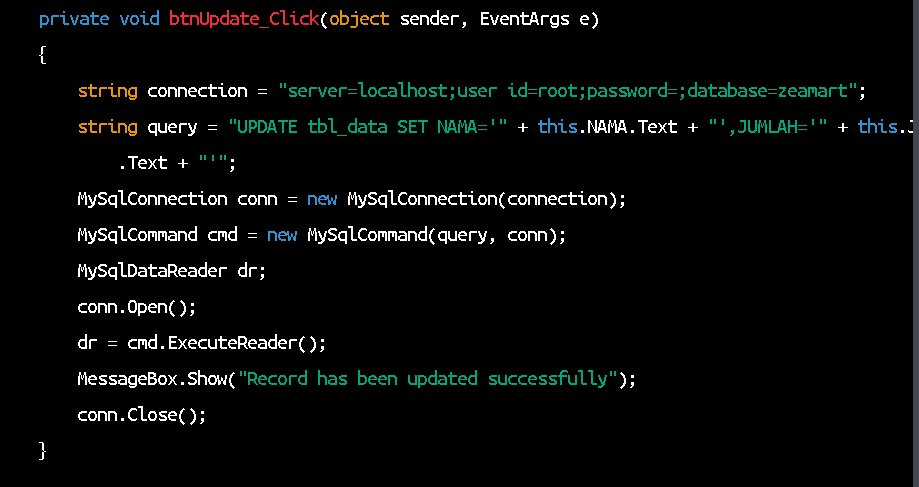 private void btnUpdate_Click(object sender, EventArgs e)
{
string connection = "server=localhost;user id=root;password=;database=zeamart";
string query = "UPDATE tbl_data SET NAMA='" + this.NAMA.Text + "',JUMLAH='" + this.
.Text + "'";
MySqlConnection conn = new MySqlConnection(connection);
MySqlCommand cmd = new MySqlCommand(query, conn);
MySqlDataReader dr;
conn.Open();
dr = cmd.ExecuteReader();
MessageBox.Show("Record has been updated successfully");
conn.Close();
}